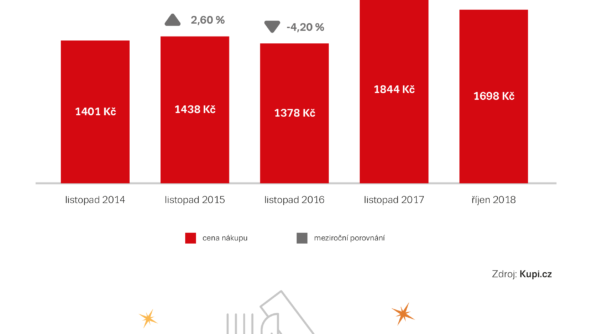 2,60 %
-4,20 %
1401 Kč
1438 Kč
1378 Kč
1844 Kč
1698 Kč
listopad 2014
listopad 2015
listopad 2016
listopad 2017
říjen 2018
cena nákupu
meziroční porovnání
Zdroj: Kupi.cz